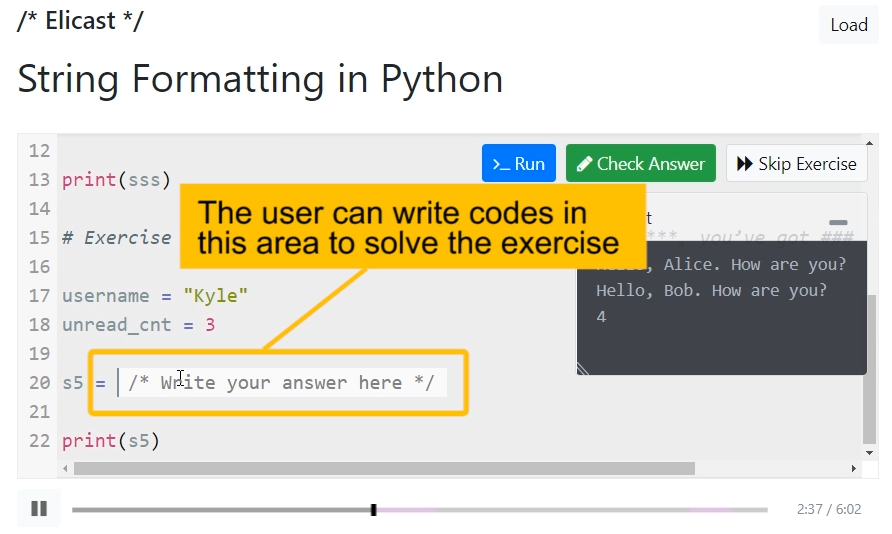 /* Elicast */
Load
String Formatting in Python
12
Run
Check Answer
Skip Exercise
13 print(sss)
14
The user can write codes in
this area to solve the exercise
15 # Exercise
you've got ###
16
Alice. How are you?
Hello, Bob. How are you?
4
17 username = "Kyle"
18 unread_cnt = 3
19
20 s5 = /* Write your answer here */
21
22 print(s5)
2:37 / 6:02